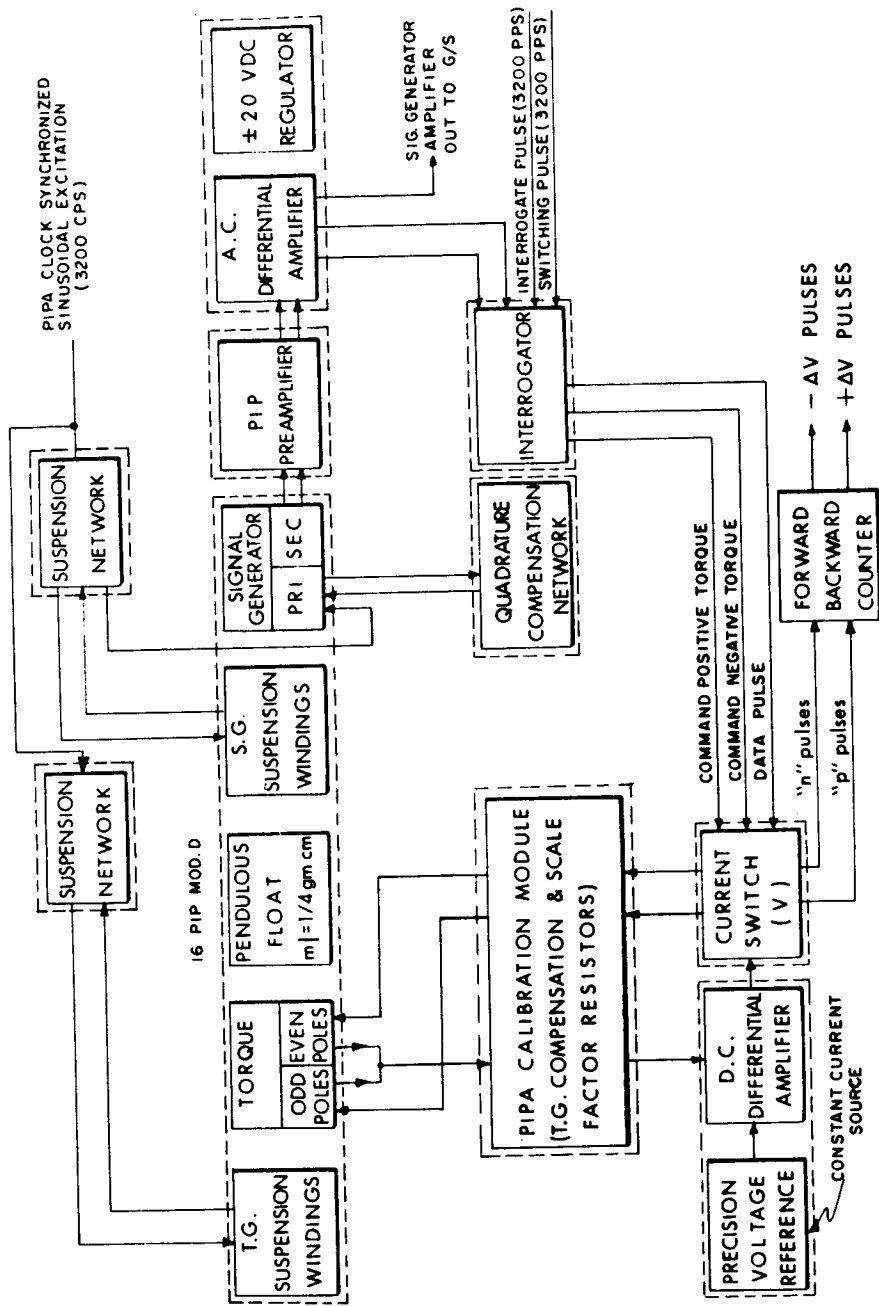 PIPA CLOCK SYNCHRONIZED
SINUSOIDAL EXCITATION
(3200 CPS)
SUSPENSION
NETWORK
SUSPENSION
NETWORK
16 PIP MOD. D
T.G.
SUSPENSION
WINDINGS
TORQUE
ODD
POLES
EVEN
POLES
PENDULOUS
FLOAT
ml=1/4 gm cm
S.G.
SUSPENSION
WINDINGS
SIGNAL
GENERATOR
PRI
SEC
PIP
PREAMPLIFIER
A.C.
DIFFERENTIAL
AMPLIFIER
±20 VDC
REGULATOR
SIG. GENERATOR
AMPLIFIER
OUT TO G/S
PIPA CALIBRATION MODULE
(T.G. COMPENSATION & SCALE
FACTOR RESISTORS)
QUADRATURE
COMPENSATION
NETWORK
INTERROGATOR
INTERROGATE PULSE(3200 PPS)
SWITCHING PULSE(3200 PPS)
COMMAND POSITIVE TORQUE
COMMAND NEGATIVE TORQUE
DATA PULSE
PRECISION
VOLTAGE
REFERENCE
D.C.
DIFFERENTIAL
AMPLIFIER
CURRENT
SWITCH
(V)
"n" pulses
"p" pulses
FORWARD
BACKWARD
COUNTER
-ΔV PULSES
+ΔV PULSES
CONSTANT CURRENT
SOURCE